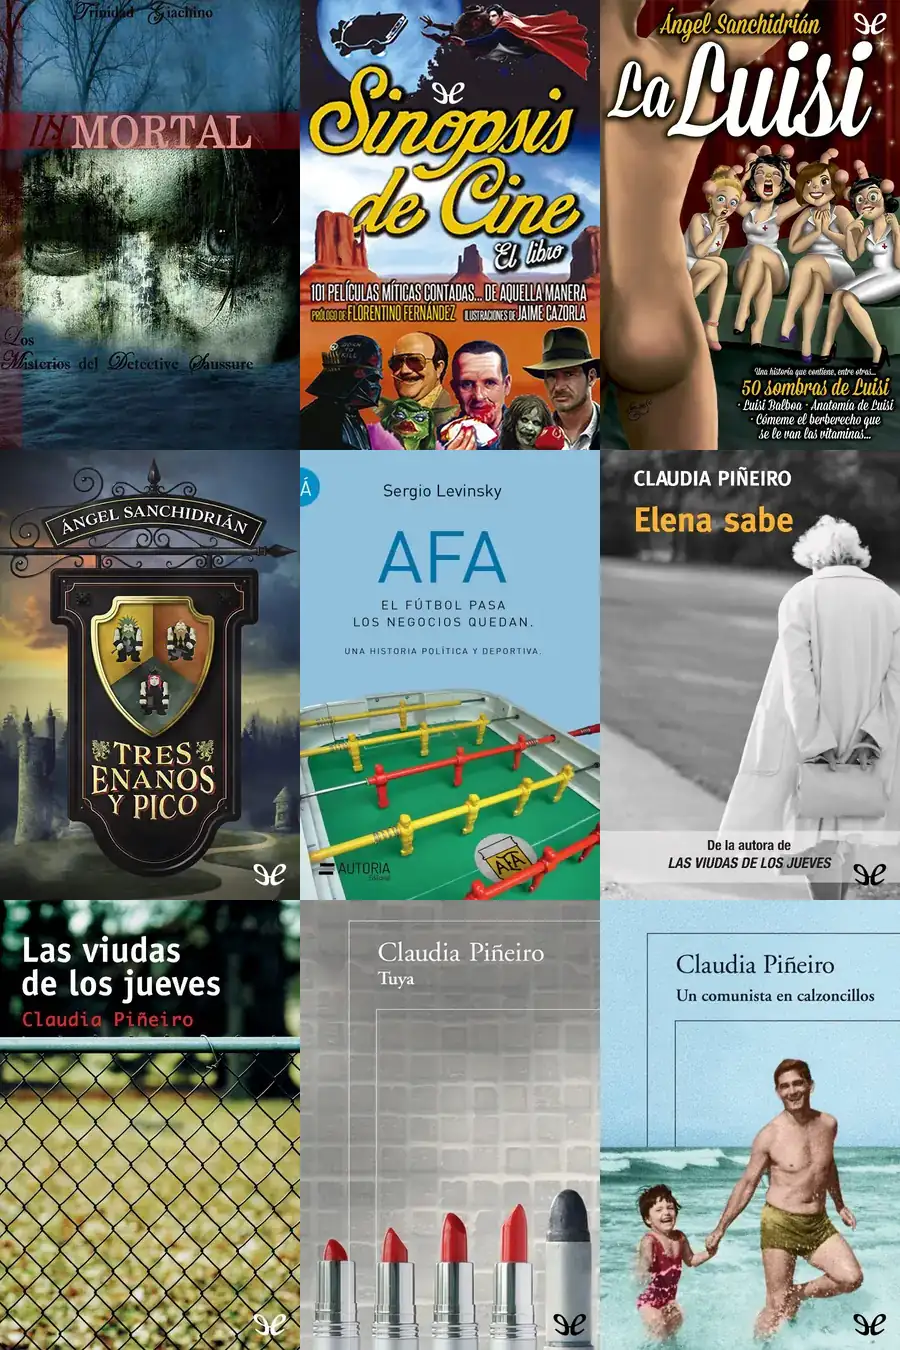 Trinidad Giachino
INMORTAL
Los
Misterios del Detective Saussure
Sinopsis
de Cine
El libro
101 PELÍCULAS MÍTICAS CONTADAS... DE AQUELLA MANERA
PRÓLOGO DE FLORENTINO FERNÁNDEZ ILUSTRACIONES DE JAIME CAZORLA
Ángel Sanchidrián
La Luisi
Una historia que contiene, entre otras...
50 sombras de Luisi
· Luisi Balboa · Anatomía de Luisi
· Cómeme el berberecho que
se le van las vitaminas...
ÁNGEL SANCHIDRIÁN
TRES
ENANOS
Y PICO
Á
Sergio Levinsky
AFA
EL FÚTBOL PASA
LOS NEGOCIOS QUEDAN.
UNA HISTORIA POLÍTICA Y DEPORTIVA.
AFA
AUTORIA
CLAUDIA PIÑEIRO
Elena sabe
De la autora de
LAS VIUDAS DE LOS JUEVES
Las viudas
de los jueves
Claudia Piñeiro
Claudia Piñeiro
Tuya
Claudia Piñeiro
Un comunista en calzoncillos